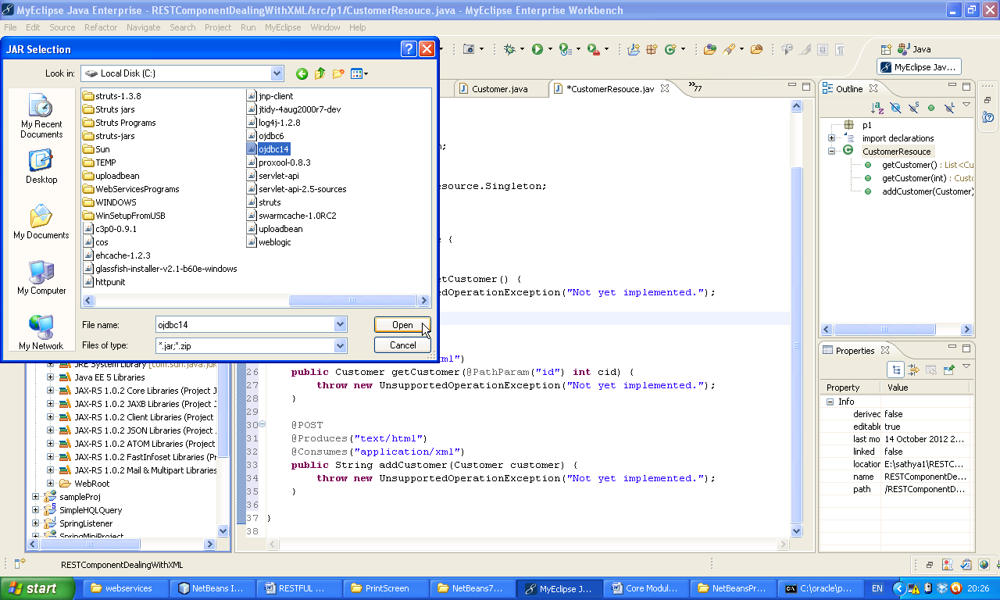 MyEclipse Java Enterprise - RESTComponentDealingWithXML/src/p1/CustomerResouce.java - MyEclipse Enterprise Workbench
File Edit Source Refactor Navigate Search Project Run MyEclipse Window Help
JAR Selection
Look in: Local Disk (C:)
My Recent Documents
Desktop
My Documents
My Computer
My Network
struts-1.3.8
Struts jars
Struts Programs
struts-jars
Sun
TEMP
uploadbean
WebServicesPrograms
WINDOWS
WinSetupFromUSB
c3p0-0.9.1
cos
ehcache-1.2.3
glassfish-installer-v2.1-b60e-windows
httpunit
jnp-client
jtidy-4aug2000r7-dev
log4j-1.2.8
ojdbc6
ojdbc14
proxool-0.8.3
servlet-api
servlet-api-2.5-sources
struts
swarmcache-1.0RC2
uploadbean
weblogic
File name: ojdbc14 Open
Files of type: *.jar;*.zip Cancel
Java
MyEclipse Jav...
Customer.java *CustomerResouce.jav »77
source.Singleton;
{
etCustomer() {
edOperationException("Not yet implemented.");
ml")
26 public Customer getCustomer(@PathParam("id") int cid) {
27 throw new UnsupportedOperationException("Not yet implemented.");
28 }
29
30 @POST
31 @Produces("text/html")
32 @Consumes("application/xml")
33 public String addCustomer(Customer customer) {
34 throw new UnsupportedOperationException("Not yet implemented.");
35 }
36
37 }
38
JRE System Library [com.sun.java.jdk
Java EE 5 Libraries
JAX-RS 1.0.2 Core Libraries (Project J
JAX-RS 1.0.2 JAXB Libraries (Project
JAX-RS 1.0.2 Client Libraries (Project
JAX-RS 1.0.2 JSON Libraries (Project
JAX-RS 1.0.2 ATOM Libraries (Project
JAX-RS 1.0.2 FastInfoset Libraries (Pr
JAX-RS 1.0.2 Mail & Multipart Libraries
WebRoot
sampleProj
SimpleHQLQuery
SpringListener
SpringMiniProject
Outline
p1
import declarations
CustomerResouce
getCustomer() : List<Cu
getCustomer(int) : Custo
addCustomer(Customer)
Properties
Property Value
Info
derived false
editable true
last mo 14 October 2012 2...
linked false
location E:\sathya1\RESTC...
name RESTComponentDe...
path /RESTComponentD...
RESTComponentDealingWithXML
start webservices NetBeans I... RESTFUL ... PrintScreen NetBeans7... MyEclipse J... Core Modul... NetBeansPr... C:\oracle\p... EN 20:26